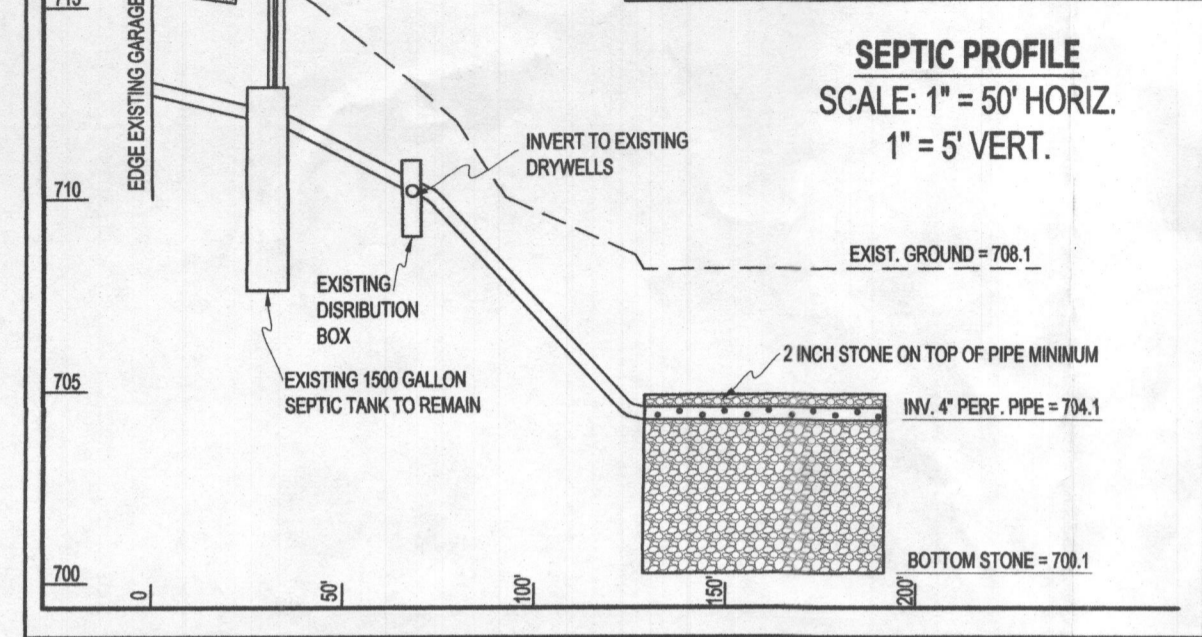 715
EDGE EXISTING GARAGE
SEPTIC PROFILE
SCALE: 1" = 50' HORIZ.
1" = 5' VERT.
INVERT TO EXISTING
DRYWELLS
710
EXIST. GROUND = 708.1
EXISTING
DISRIBUTION
BOX
2 INCH STONE ON TOP OF PIPE MINIMUM
705
EXISTING 1500 GALLON
SEPTIC TANK TO REMAIN
INV. 4" PERF. PIPE = 704.1
BOTTOM STONE = 700.1
700
0
50'
100'
150'
200'